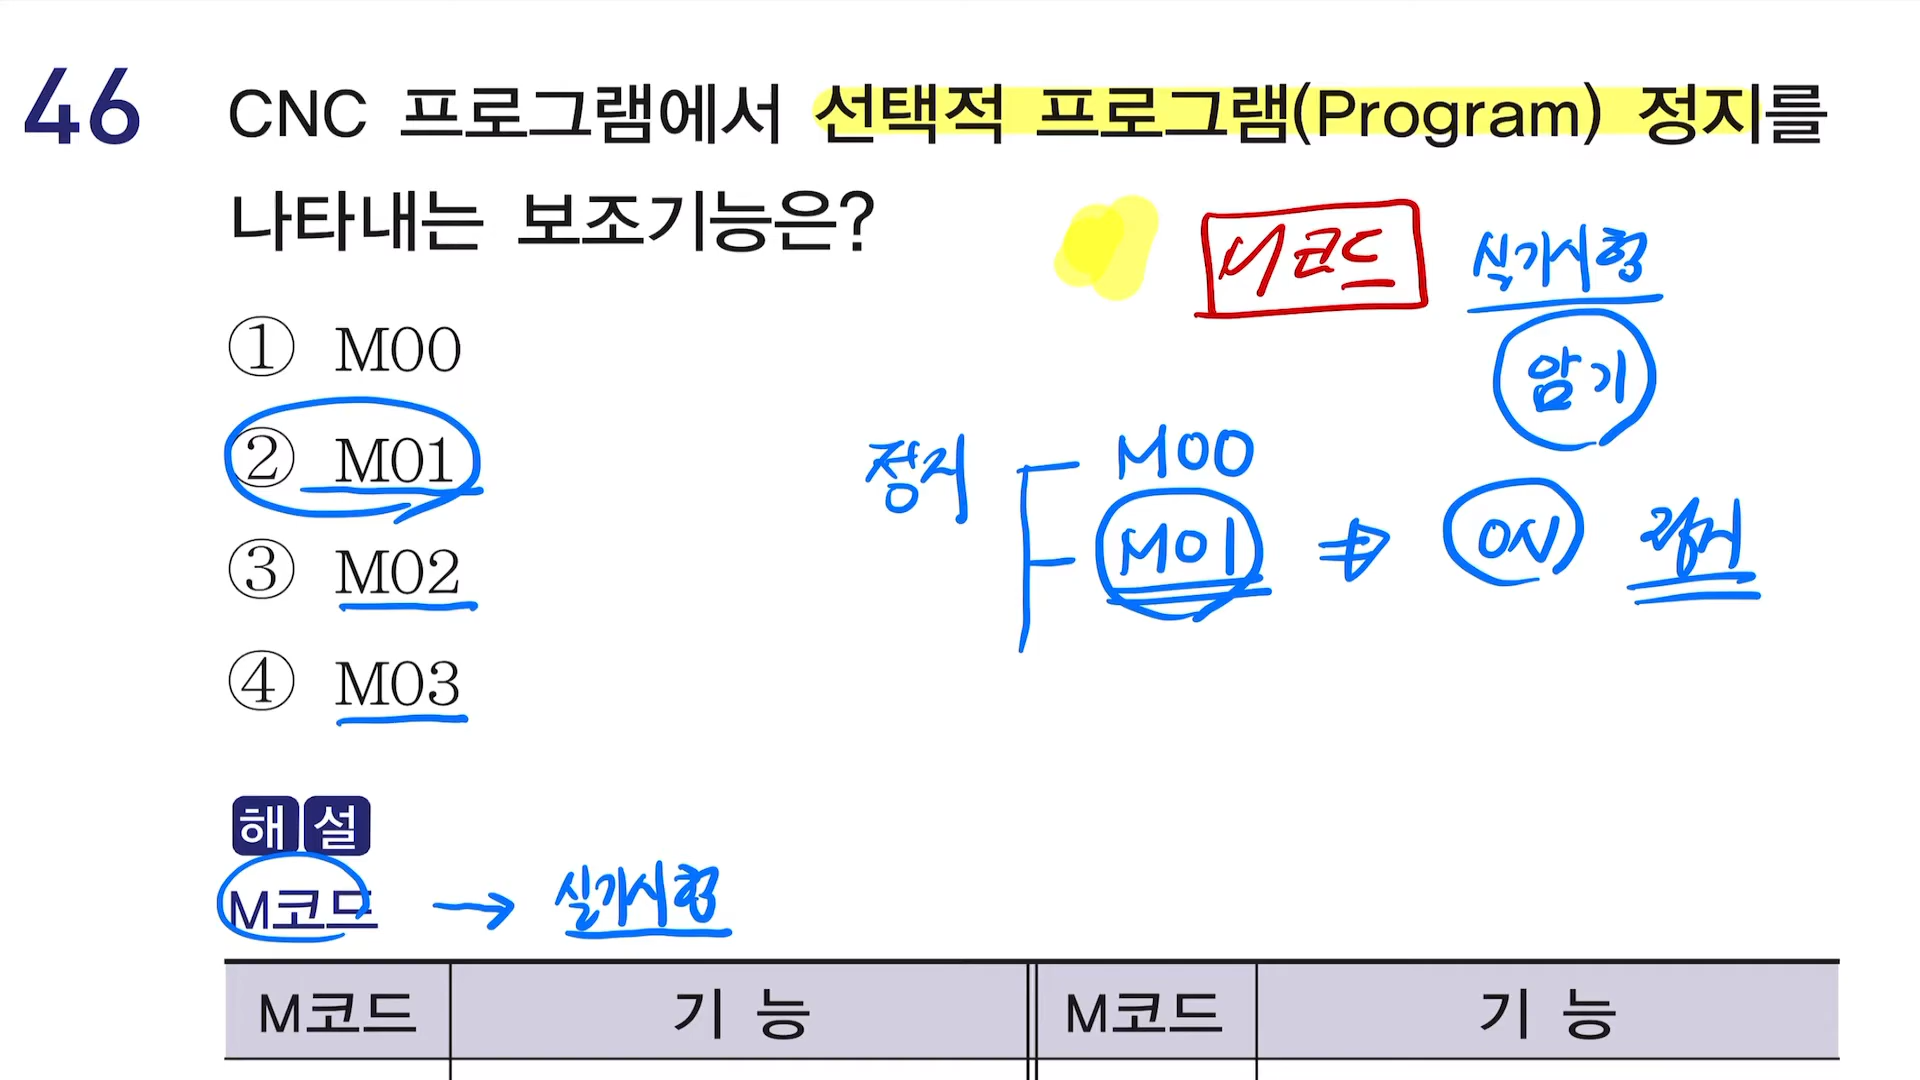 46 CNC 프로그램에서 선택적 프로그램(Program) 정지를
나타내는 보조기능은?
M코드
실기시험
암기
① M00
② M01
③ M02
④ M03
정지
M00
M01 ⇒ ON 정지
해설
M코드 → 실기시험
M코드 기능 M코드 기능